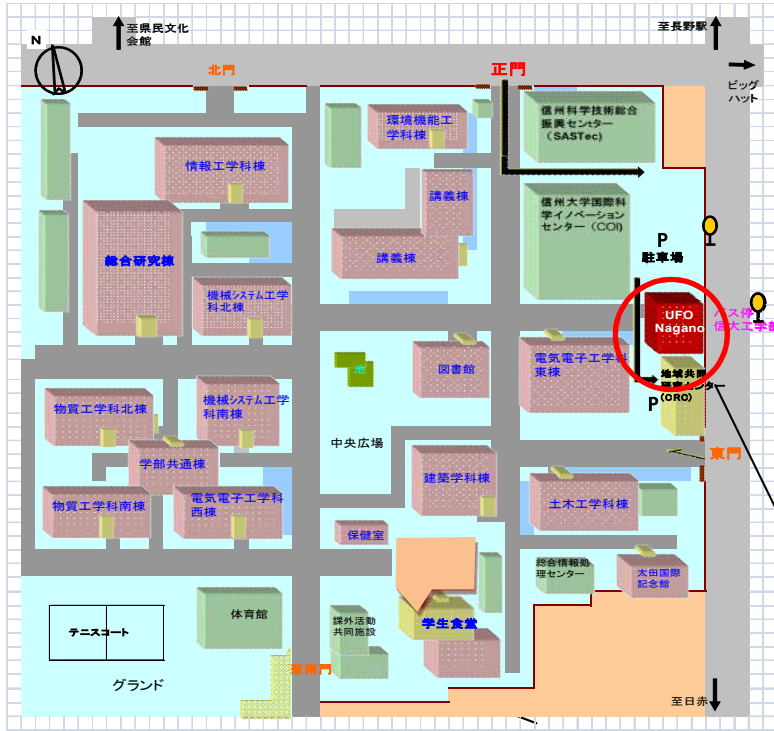 至県民文化
会館
至長野駅
N
北門
正門
ビッグ
ハット
環境機能工
学科棟
信州科学技術総合
振興センター
（SASTec)
情報工学科棟
講義棟
信州大学国際科
学イノベーション
センター（COI)
P
駐車場
総合研究棟
講義棟
機械システム工学
科北棟
UFO
Nagano
バス停
信大工学部
池
図書館
電気電子工学科
東棟
地域共同
研究センター
(CRC)
P
物質工学科北棟
機械システム工学
科南棟
中央広場
東門
学部共通棟
建築学科棟
物質工学科南棟
電気電子工学科
西棟
土木工学科棟
保健室
総合情報処
理センター
太田国際
記念館
体育館
課外活動
共同施設
学生食堂
テニスコート
至南門
グランド
至日赤